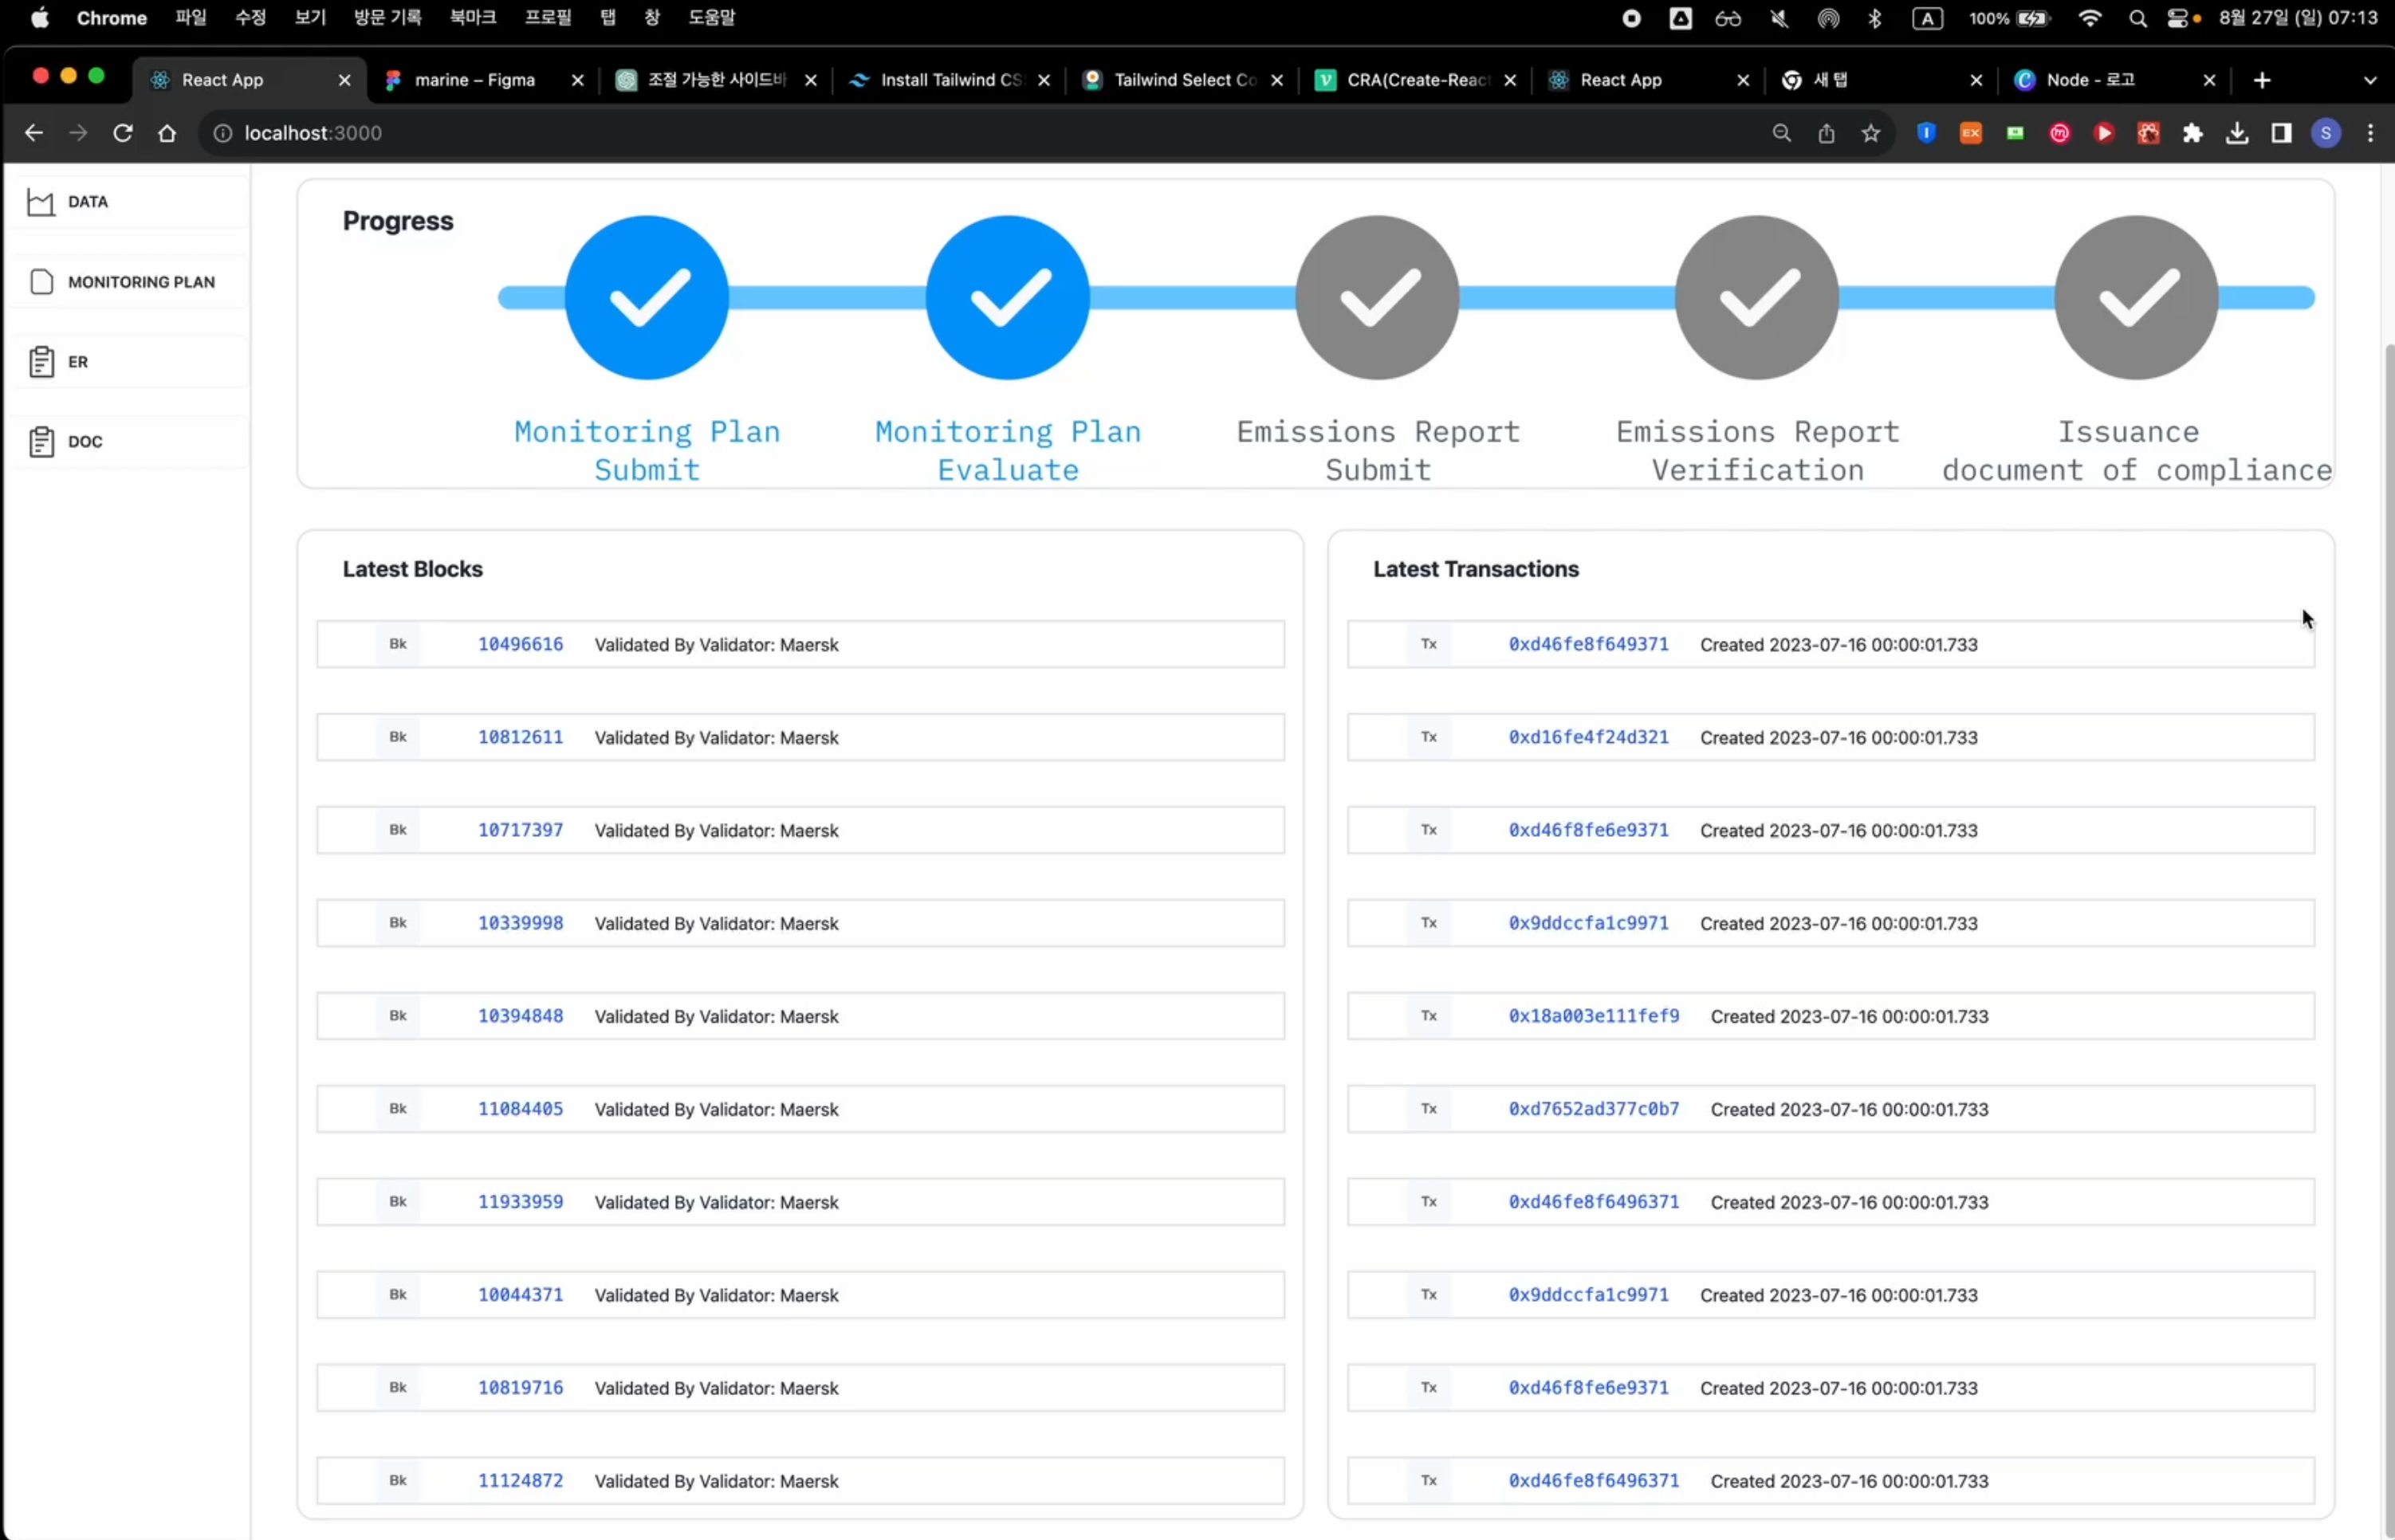 Chrome 파일 수정 보기 방문 기록 북마크 프로필 탭 창 도움말 A 100% 8월 27일 (일) 07:13
React App marine – Figma 조절 가능한 사이드바 Install Tailwind CS Tailwind Select Co CRA(Create-React React App 새 탭 Node - 로고
localhost:3000
DATA
MONITORING PLAN
ER
DOC
Progress
Monitoring Plan Submit
Monitoring Plan Evaluate
Emissions Report Submit
Emissions Report Verification
Issuance document of compliance
Latest Blocks
Bk 10496616 Validated By Validator: Maersk
Bk 10812611 Validated By Validator: Maersk
Bk 10717397 Validated By Validator: Maersk
Bk 10339998 Validated By Validator: Maersk
Bk 10394848 Validated By Validator: Maersk
Bk 11084405 Validated By Validator: Maersk
Bk 11933959 Validated By Validator: Maersk
Bk 10044371 Validated By Validator: Maersk
Bk 10819716 Validated By Validator: Maersk
Bk 11124872 Validated By Validator: Maersk
Latest Transactions
Tx 0xd46fe8f649371 Created 2023-07-16 00:00:01.733
Tx 0xd16fe4f24d321 Created 2023-07-16 00:00:01.733
Tx 0xd46f8fe6e9371 Created 2023-07-16 00:00:01.733
Tx 0x9ddccfa1c9971 Created 2023-07-16 00:00:01.733
Tx 0x18a003e111fef9 Created 2023-07-16 00:00:01.733
Tx 0xd7652ad377c0b7 Created 2023-07-16 00:00:01.733
Tx 0xd46fe8f6496371 Created 2023-07-16 00:00:01.733
Tx 0x9ddccfa1c9971 Created 2023-07-16 00:00:01.733
Tx 0xd46f8fe6e9371 Created 2023-07-16 00:00:01.733
Tx 0xd46fe8f6496371 Created 2023-07-16 00:00:01.733